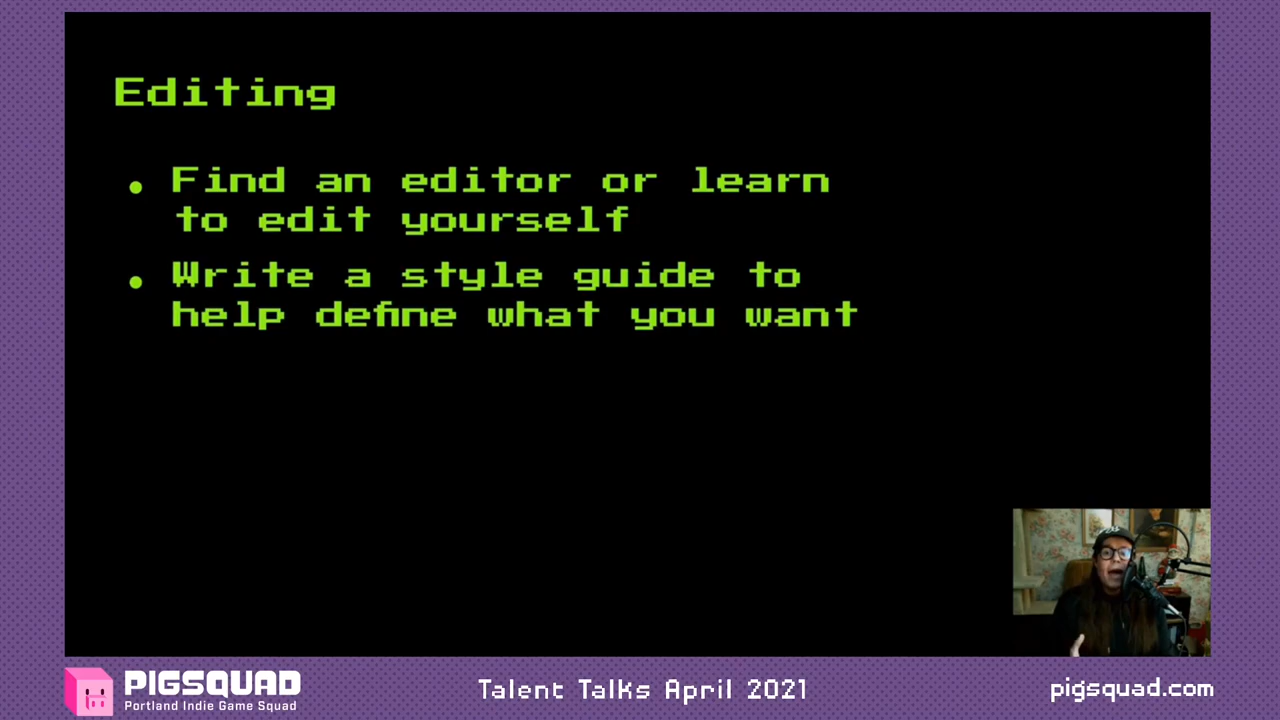 Editing
• Find an editor or learn
to edit yourself
• Write a style guide to
help define what you want
PIGSQUAD
Portland Indie Game Squad
Talent Talks April 2021
pigsquad.com